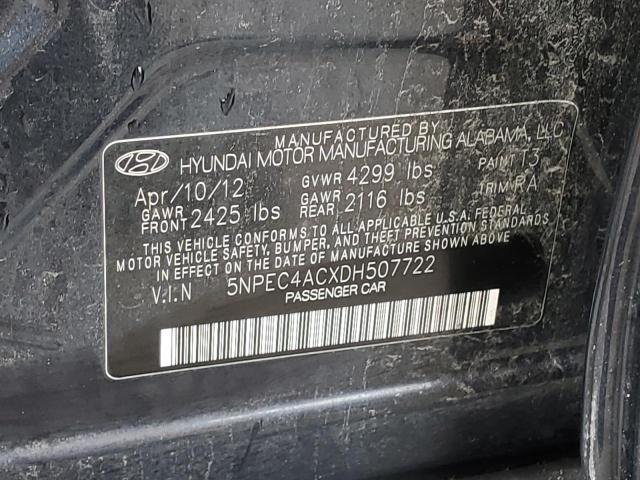 MANUFACTURED BY
HYUNDAI MOTOR MANUFACTURING ALABAMA, LLC
Apr/10/12 GVWR 4299 lbs PAINT T3
GAWR FRONT 2425 lbs GAWR REAR 2116 lbs TRIM RA
THIS VEHICLE CONFORMS TO ALL APPLICABLE U.S.A. FEDERAL
MOTOR VEHICLE SAFETY, BUMPER, AND THEFT PREVENTION STANDARDS
IN EFFECT ON THE DATE OF MANUFACTURE SHOWN ABOVE
V.I.N 5NPEC4ACXDH507722
PASSENGER CAR